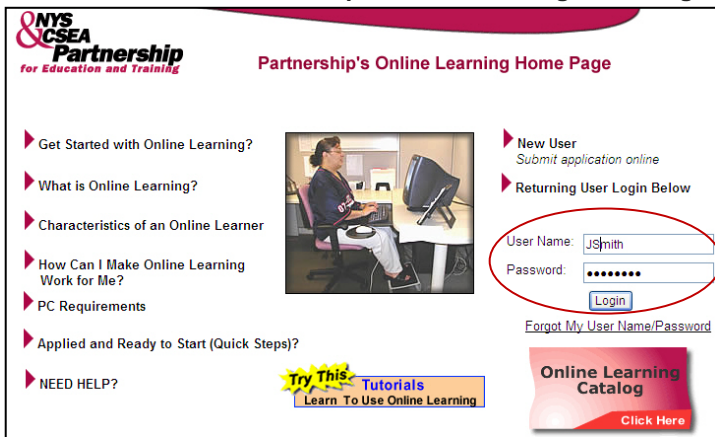 NYS
&CSEA
Partnership
for Education and Training
Partnership's Online Learning Home Page
Get Started with Online Learning?
What is Online Learning?
Characteristics of an Online Learner
How Can I Make Online Learning
Work for Me?
PC Requirements
Applied and Ready to Start (Quick Steps)?
NEED HELP?
Try This
Tutorials
Learn To Use Online Learning
New User
Submit application online
Returning User Login Below
User Name: JSmith
Password: ••••••••
Login
Forgot My User Name/Password
Online Learning
Catalog
Click Here